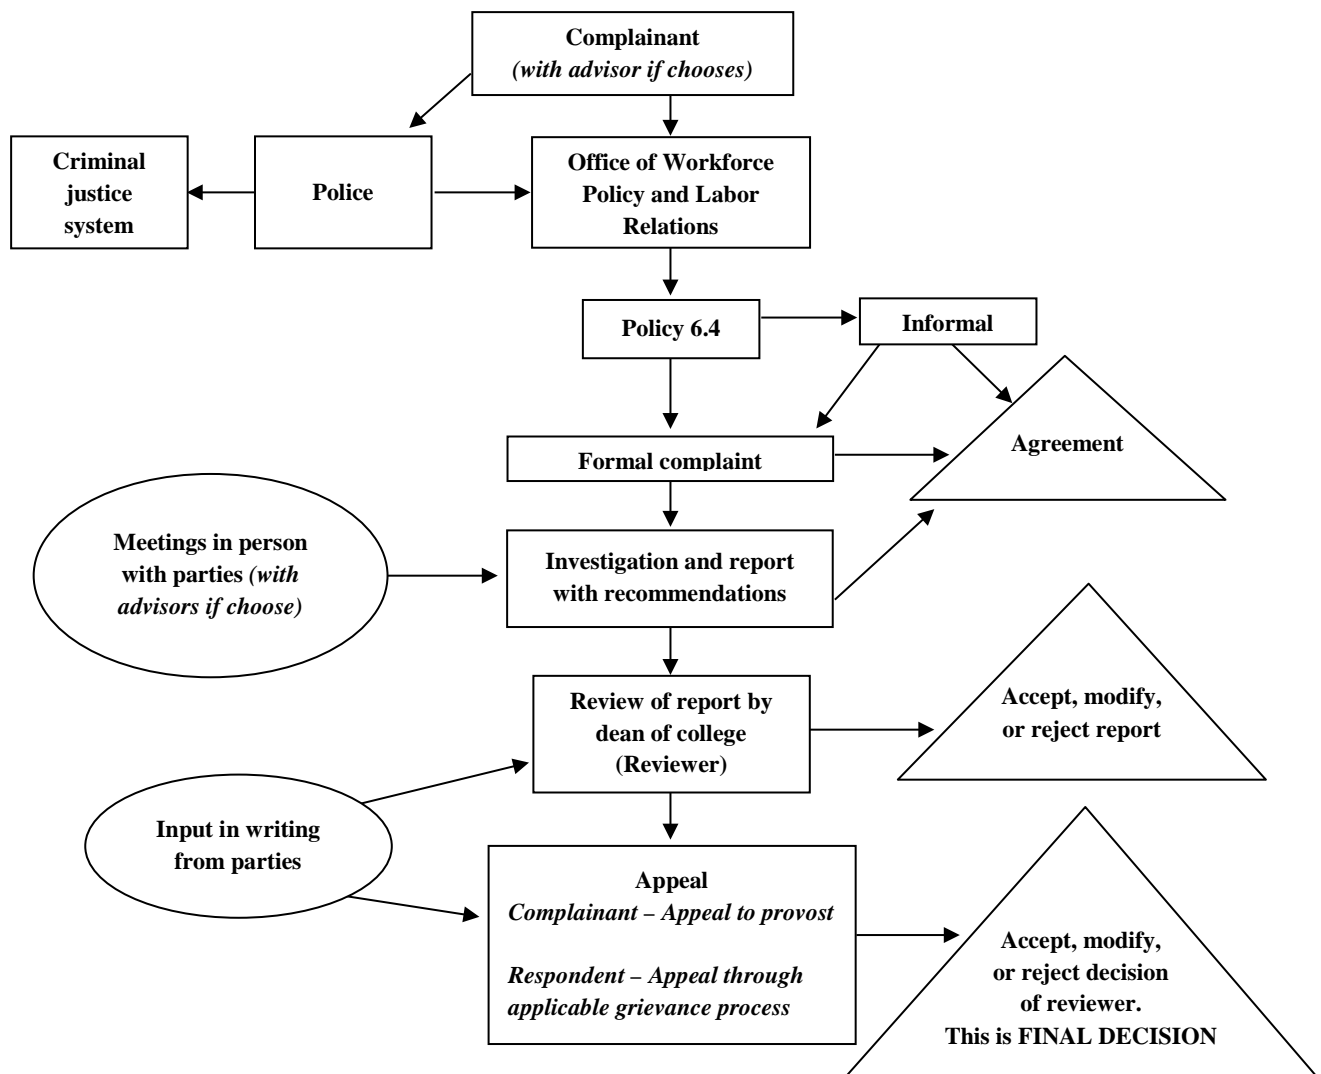 Complainant
(with advisor if chooses)
Criminal
justice
system
Police
Office of Workforce
Policy and Labor
Relations
Policy 6.4
Informal
Agreement
Formal complaint
Meetings in person
with parties (with
advisors if choose)
Investigation and report
with recommendations
Review of report by
dean of college
(Reviewer)
Accept, modify,
or reject report
Input in writing
from parties
Appeal
Complainant – Appeal to provost
Respondent – Appeal through
applicable grievance process
Accept, modify,
or reject decision
of reviewer.
This is FINAL DECISION